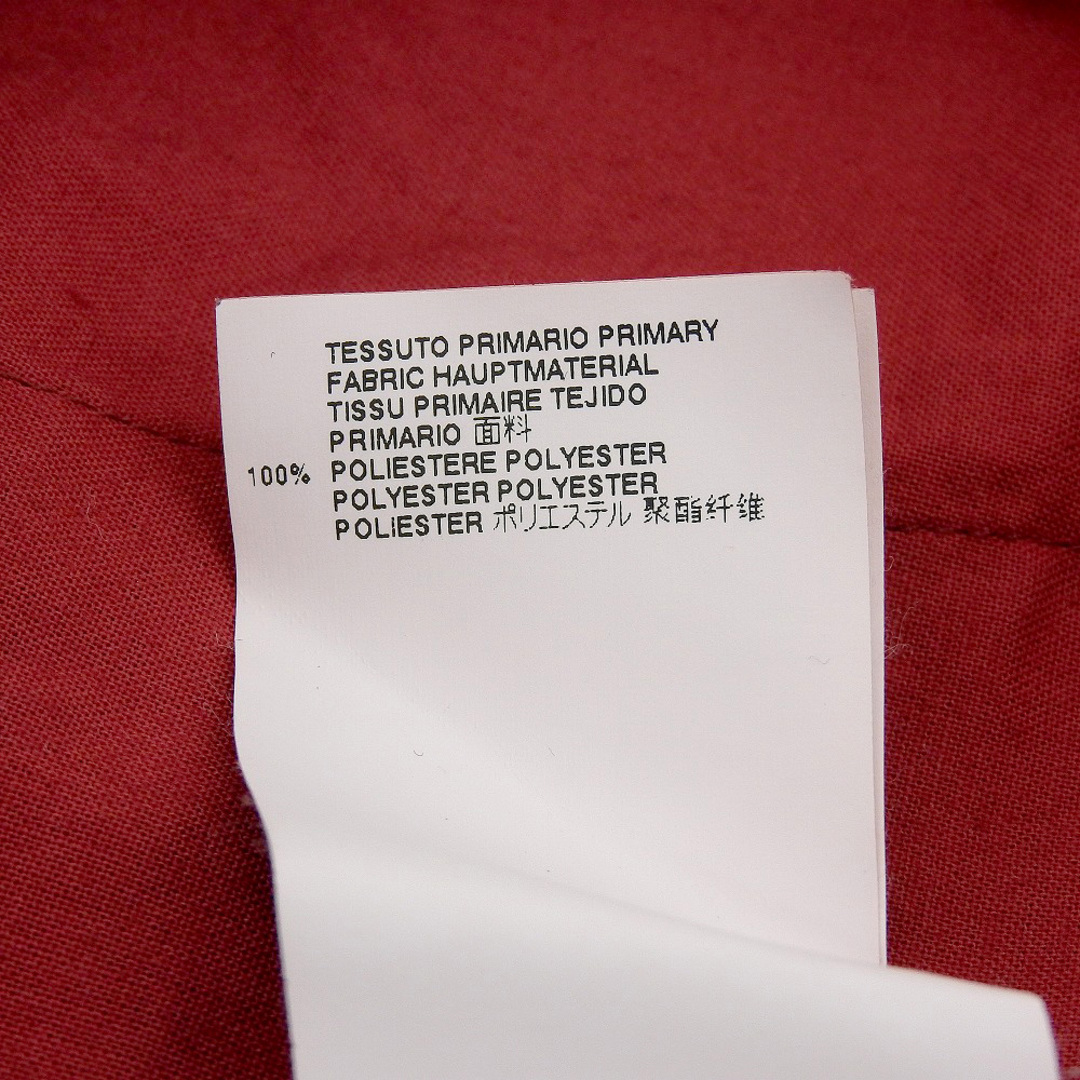 TESSUTO PRIMARIO PRIMARY
FABRIC HAUPTMATERIAL
TISSU PRIMAIRE TEJIDO
PRIMARIO 面料
100% POLIESTERE POLYESTER
POLYESTER POLYESTER
POLIESTER ポリエステル 聚酯纤维